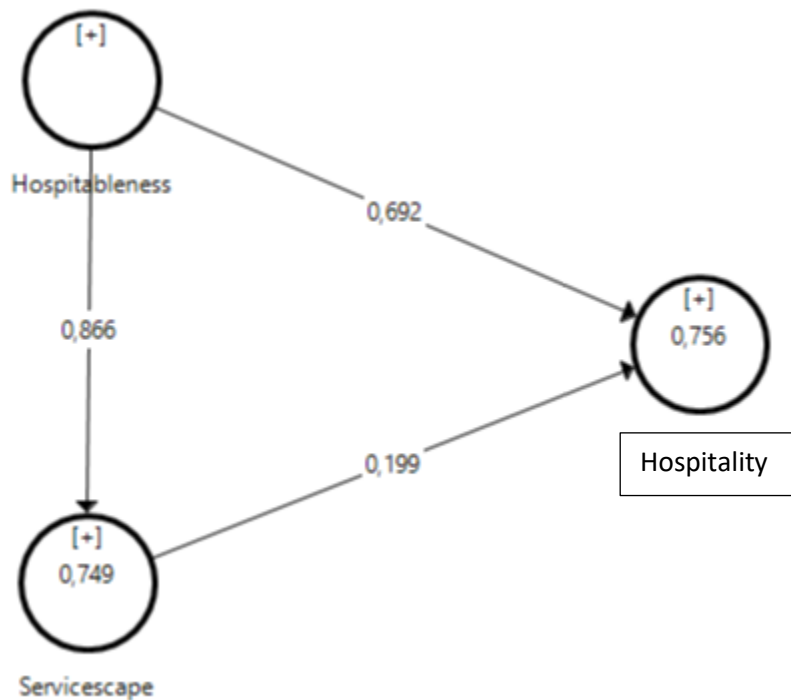 [+]
Hospitableness
0,692
[+]
0,756
0,866
Hospitality
0,199
[+]
0,749
Servicescape